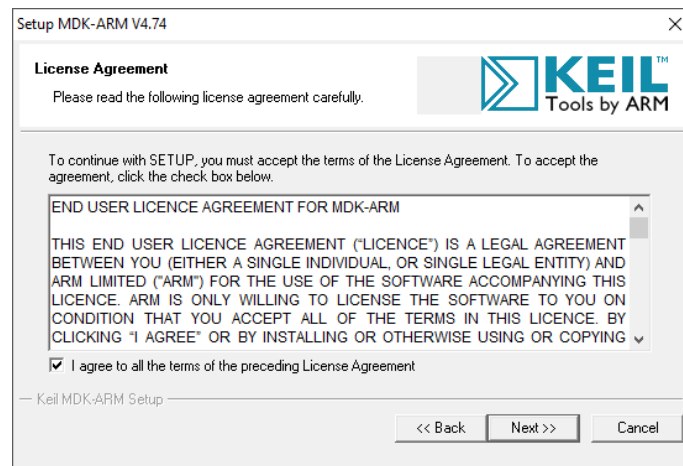 Setup MDK-ARM V4.74
License Agreement
Please read the following license agreement carefully.
KEIL™
Tools by ARM
To continue with SETUP, you must accept the terms of the License Agreement. To accept the
agreement, click the check box below.
END USER LICENCE AGREEMENT FOR MDK-ARM
THIS END USER LICENCE AGREEMENT (“LICENCE”) IS A LEGAL AGREEMENT
BETWEEN YOU (EITHER A SINGLE INDIVIDUAL, OR SINGLE LEGAL ENTITY) AND
ARM LIMITED ("ARM") FOR THE USE OF THE SOFTWARE ACCOMPANYING THIS
LICENCE. ARM IS ONLY WILLING TO LICENSE THE SOFTWARE TO YOU ON
CONDITION THAT YOU ACCEPT ALL OF THE TERMS IN THIS LICENCE. BY
CLICKING “I AGREE” OR BY INSTALLING OR OTHERWISE USING OR COPYING
I agree to all the terms of the preceding License Agreement
Keil MDK-ARM Setup
<< Back Next >> Cancel